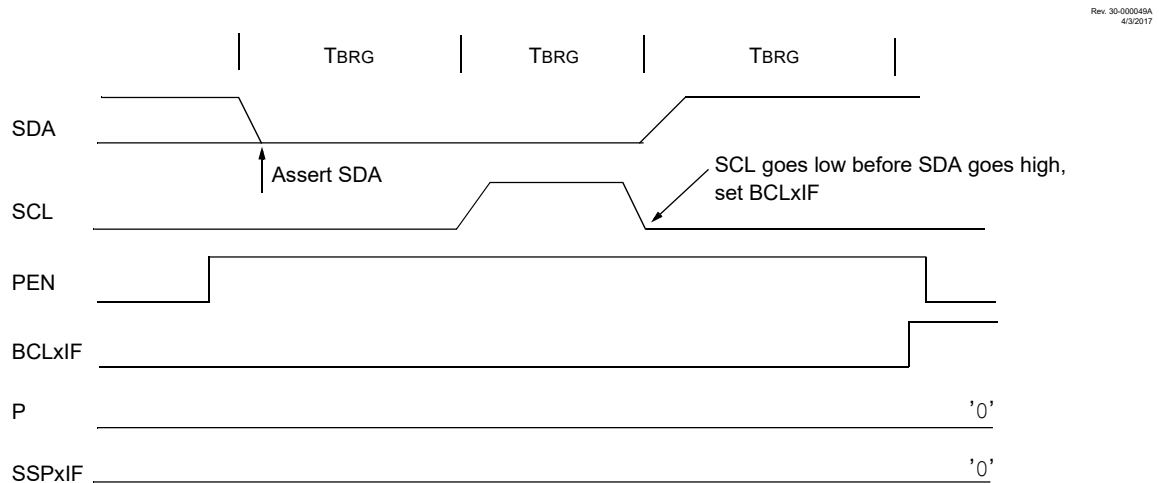 Rev. 30-000049A
4/3/2017
TBRG
TBRG
TBRG
SDA
Assert SDA
SCL goes low before SDA goes high,
set BCLxIF
SCL
PEN
BCLxIF
P
'0'
SSPxIF
'0'